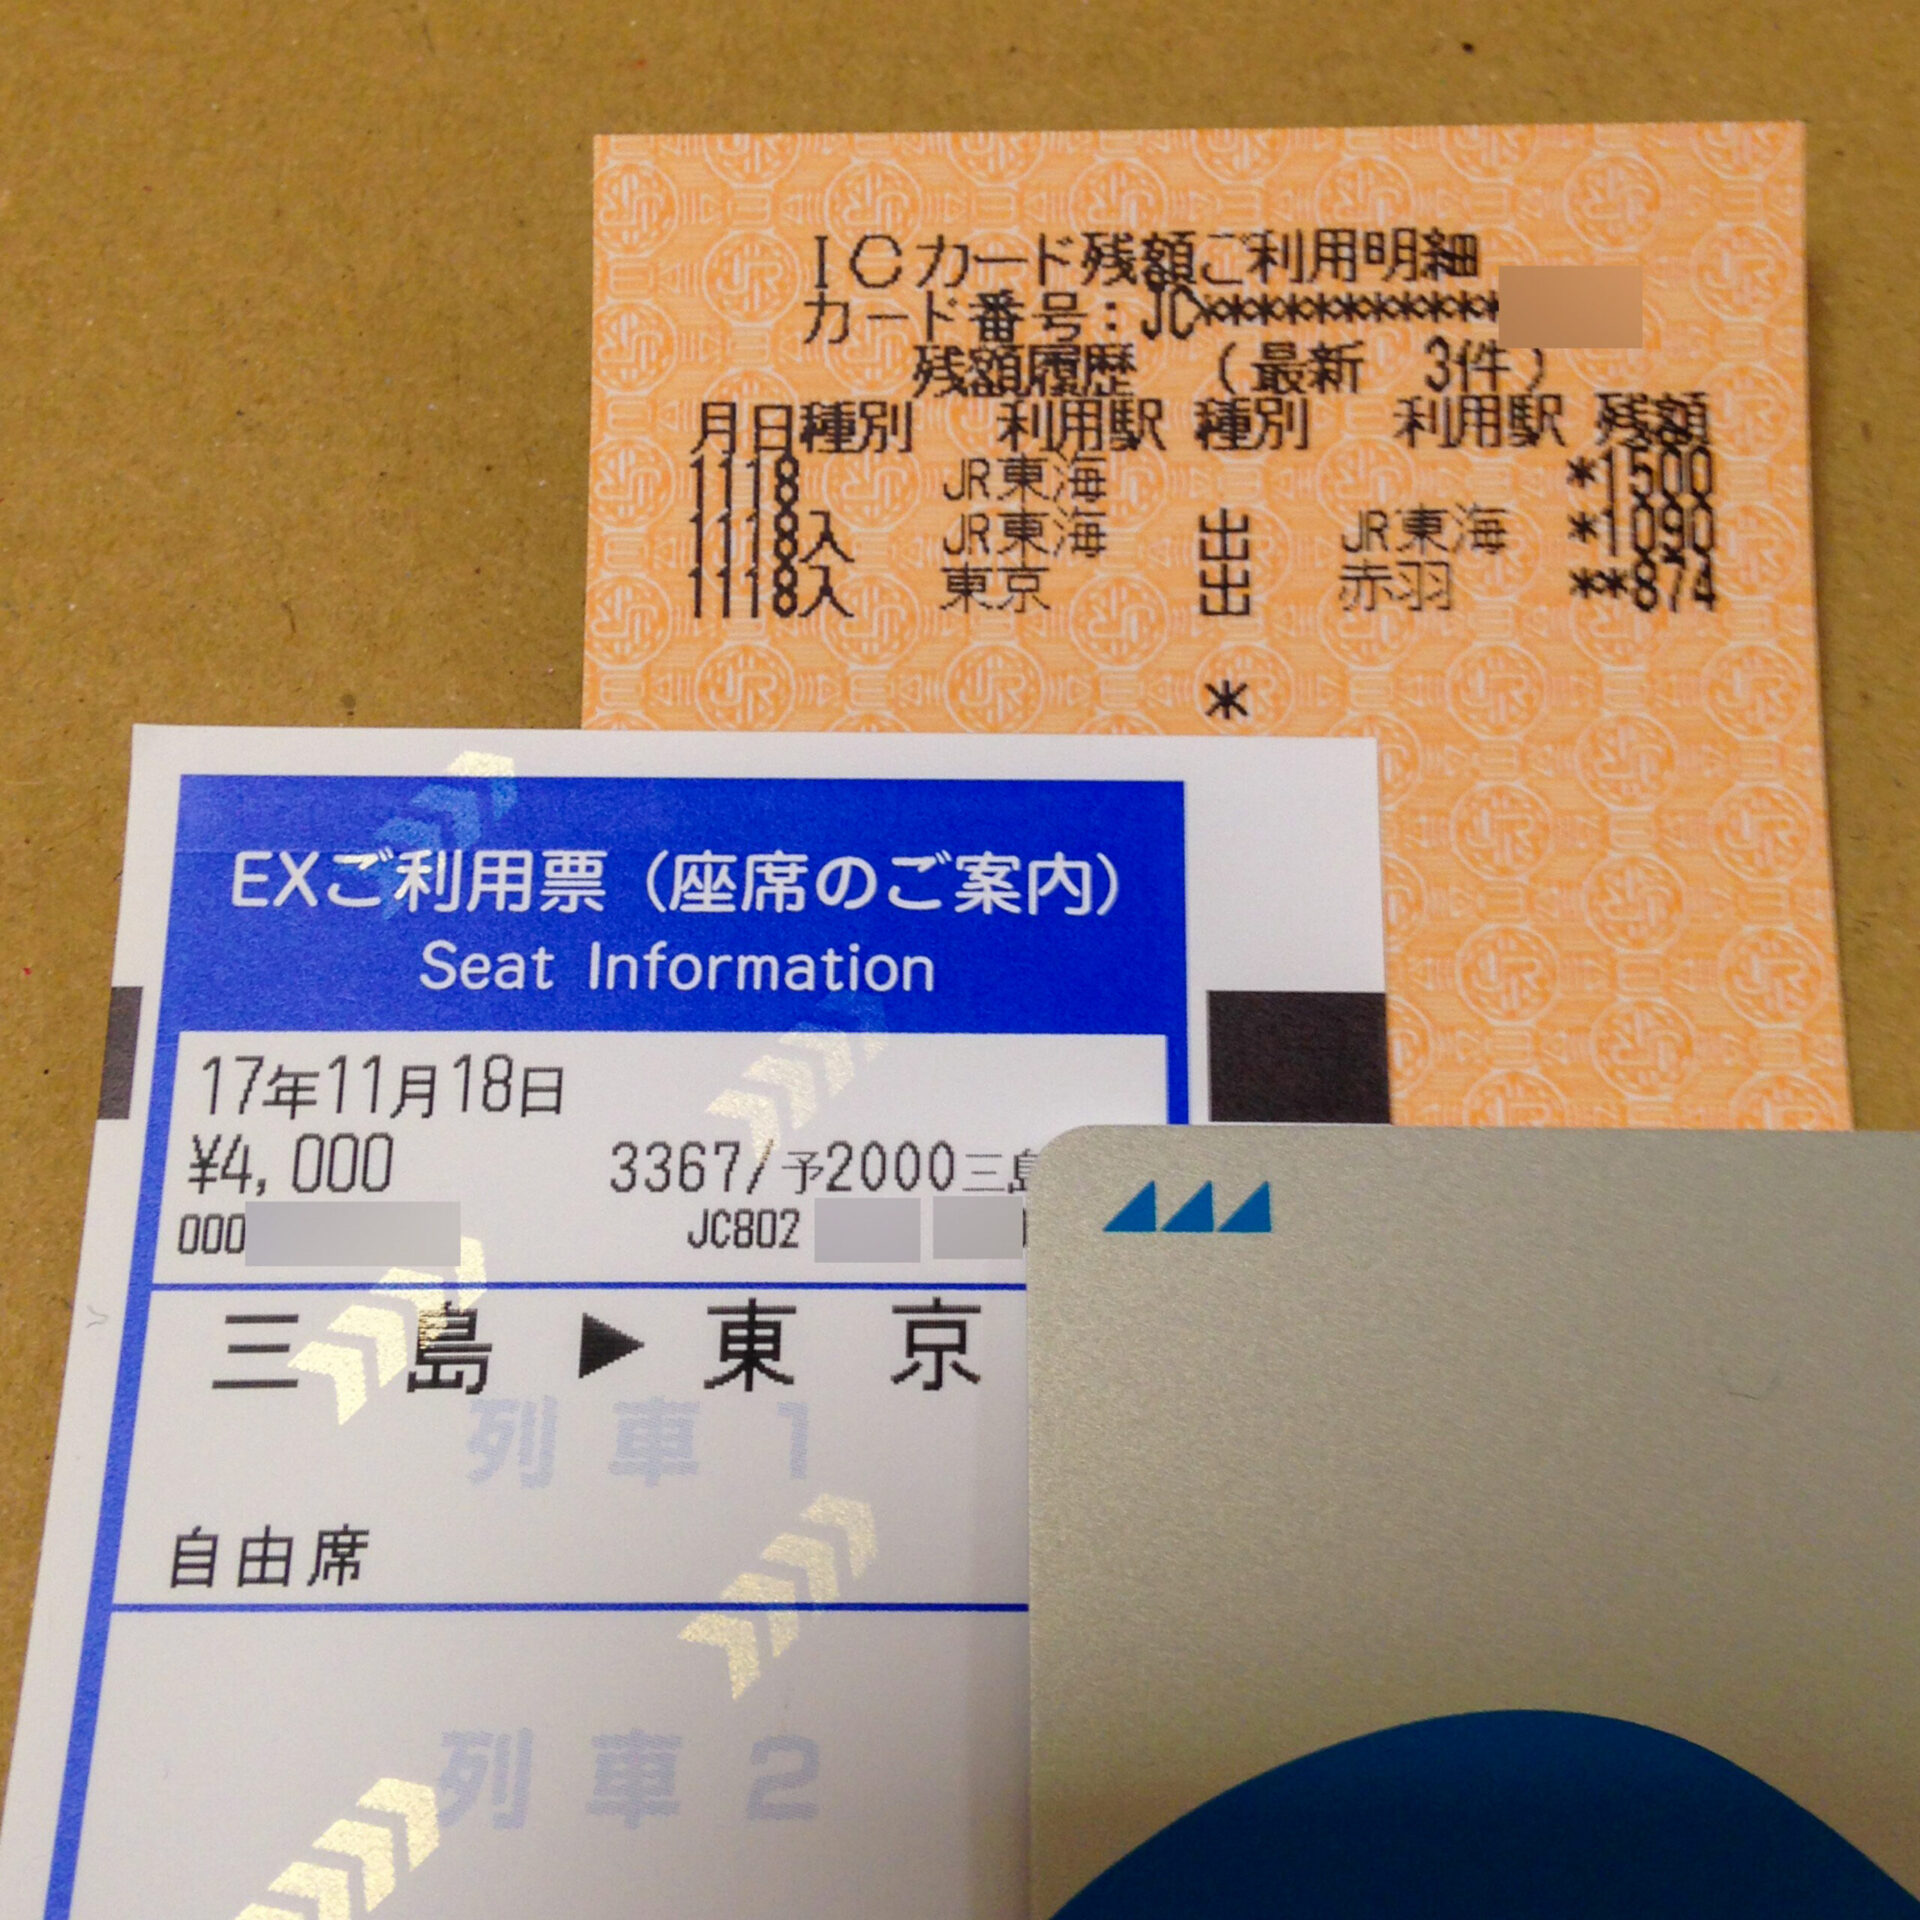 ICカード残額ご利用明細
カード番号:JC***********
残額履歴 (最新 3件)
月日種別 利用駅 種別 利用駅 残額
1118 JR東海 *1500
1118入 JR東海 出 JR東海 *1090
1118入 東京 出 赤羽 **874
*
EXご利用票(座席のご案内)
Seat Information
17年11月18日
¥4,000 3367/予2000三島
000 JC802
三島▶東京
列車1
自由席
列車2